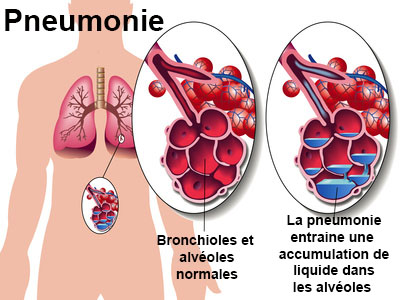 Pneumonie
Bronchioles et
alvéoles
normales
La pneumonie
entraine une
accumulation de
liquide dans
les alvéoles